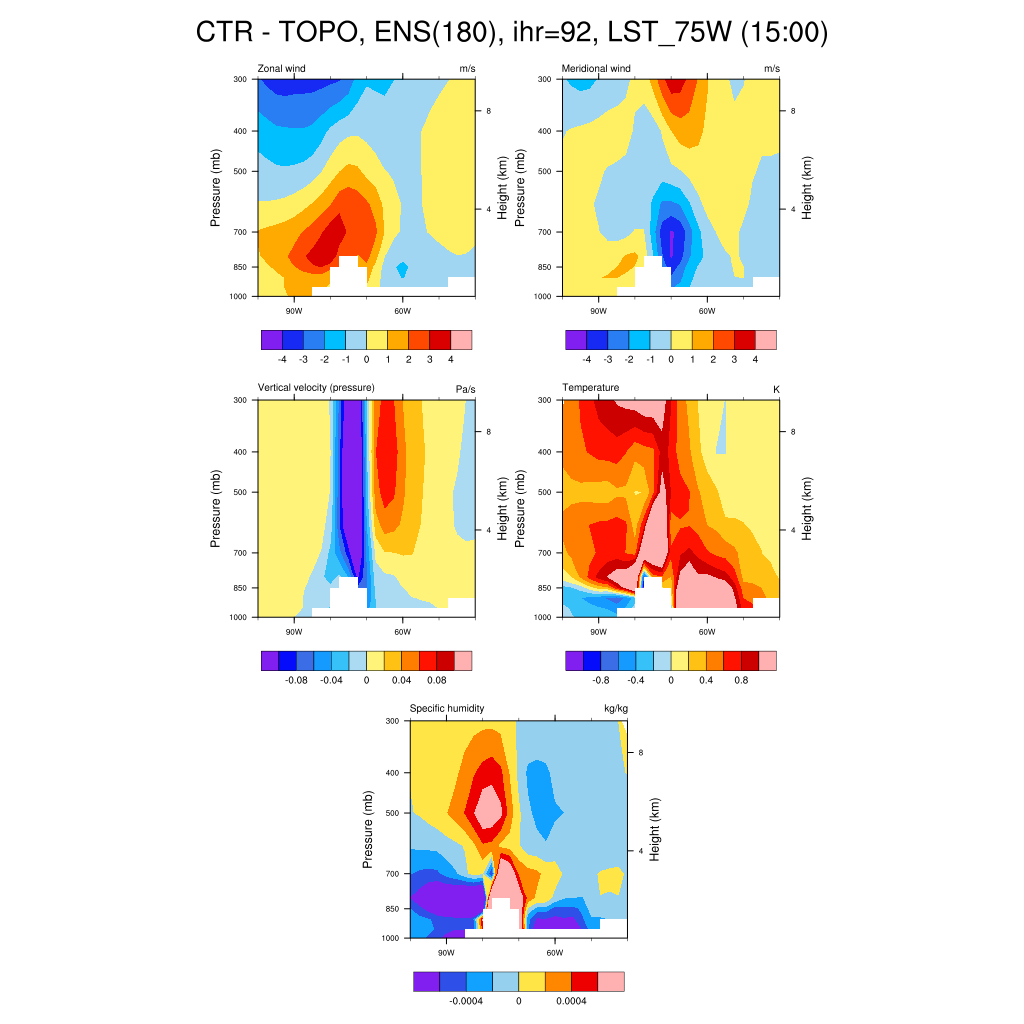 CTR - TOPO, ENS(180), ihr=92, LST_75W (15:00)
Zonal wind m/s
300
400
500
700
850
1000
Pressure (mb)
8
4
Height (km)
90W 60W
-4 -3 -2 -1 0 1 2 3 4
Meridional wind m/s
300
400
500
700
850
1000
Pressure (mb)
8
4
Height (km)
90W 60W
-4 -3 -2 -1 0 1 2 3 4
Vertical velocity (pressure) Pa/s
300
400
500
700
850
1000
Pressure (mb)
8
4
Height (km)
90W 60W
-0.08 -0.04 0 0.04 0.08
Temperature K
300
400
500
700
850
1000
Pressure (mb)
8
4
Height (km)
90W 60W
-0.8 -0.4 0 0.4 0.8
Specific humidity kg/kg
300
400
500
700
850
1000
Pressure (mb)
8
4
Height (km)
90W 60W
-0.0004 0 0.0004